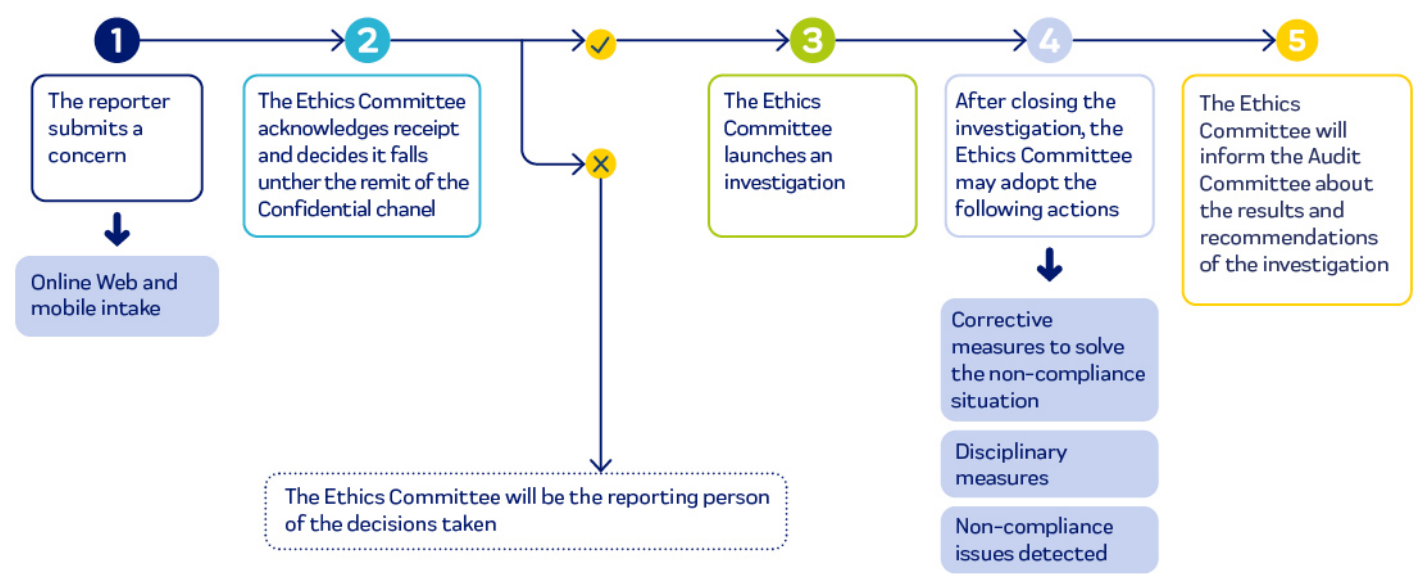 1
The reporter
submits a
concern
Online Web and
mobile intake
2
The Ethics Committee
acknowledges receipt
and decides it falls
unther the remit of the
Confidential chanel
The Ethics Committee will be the reporting person
of the decisions taken
3
The Ethics
Committee
launches an
investigation
4
After closing the
investigation, the
Ethics Committee
may adopt the
following actions
Corrective
measures to solve
the non-compliance
situation
Disciplinary
measures
Non-compliance
issues detected
5
The Ethics
Committee will
inform the Audit
Committee about
the results and
recommendations
of the investigation